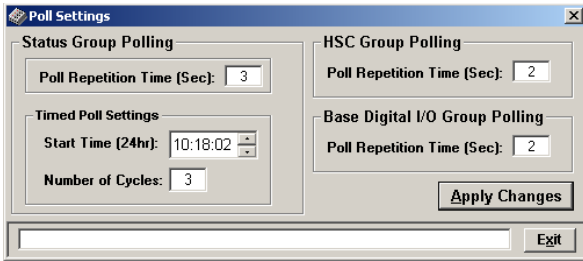 Poll Settings
Status Group Polling
Poll Repetition Time (Sec): 3
Timed Poll Settings
Start Time (24hr): 10:18:02
Number of Cycles: 3
HSC Group Polling
Poll Repetition Time (Sec): 2
Base Digital I/O Group Polling
Poll Repetition Time (Sec): 2
Apply Changes
Exit